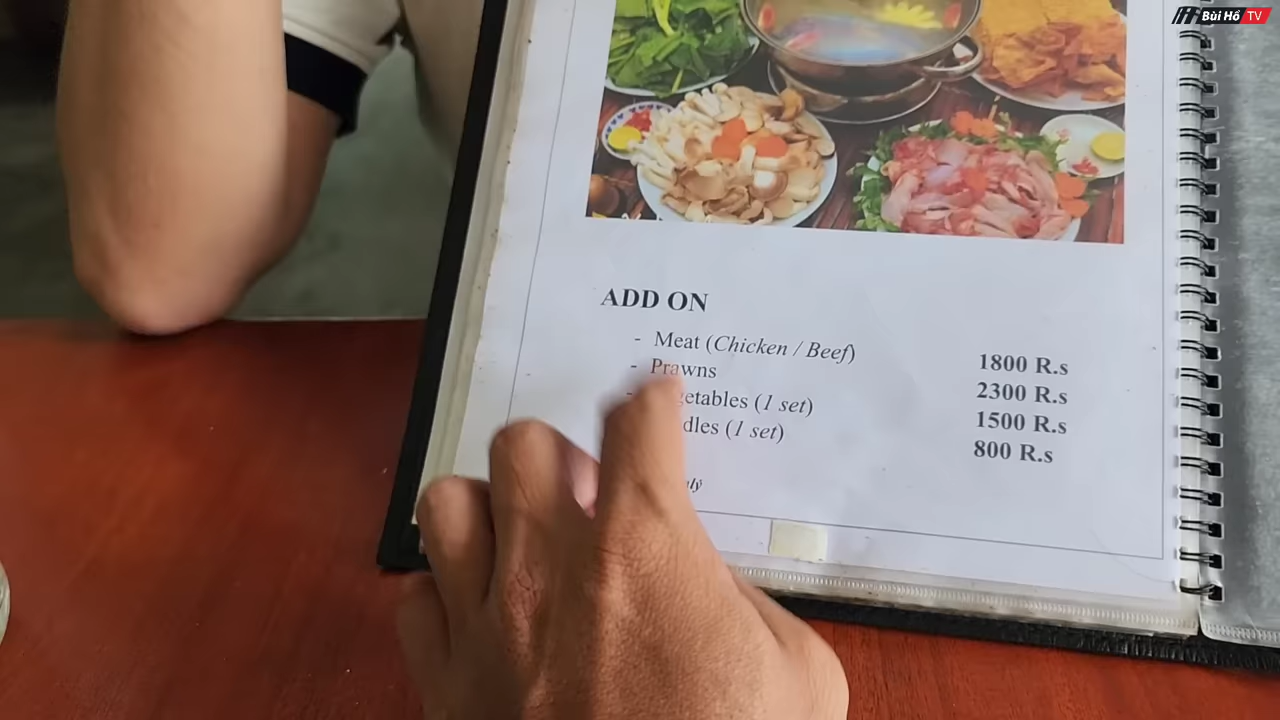 Bùi Hồ TV
ADD ON
- Meat (Chicken / Beef) 1800 R.s
- Prawns 2300 R.s
- getables (1 set) 1500 R.s
dles (1 set) 800 R.s